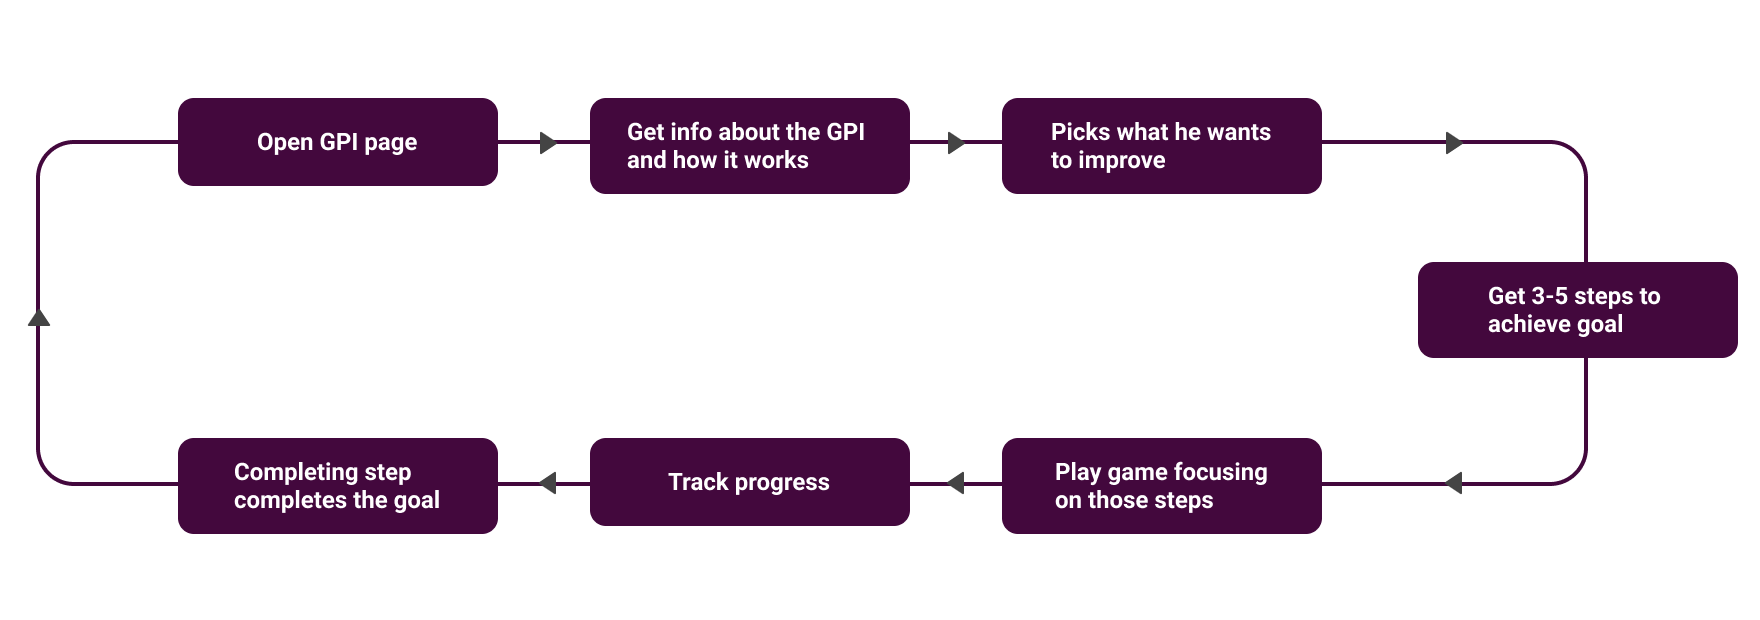 Open GPI page
Get info about the GPI
and how it works
Picks what he wants
to improve
Get 3-5 steps to
achieve goal
Play game focusing
on those steps
Track progress
Completing step
completes the goal